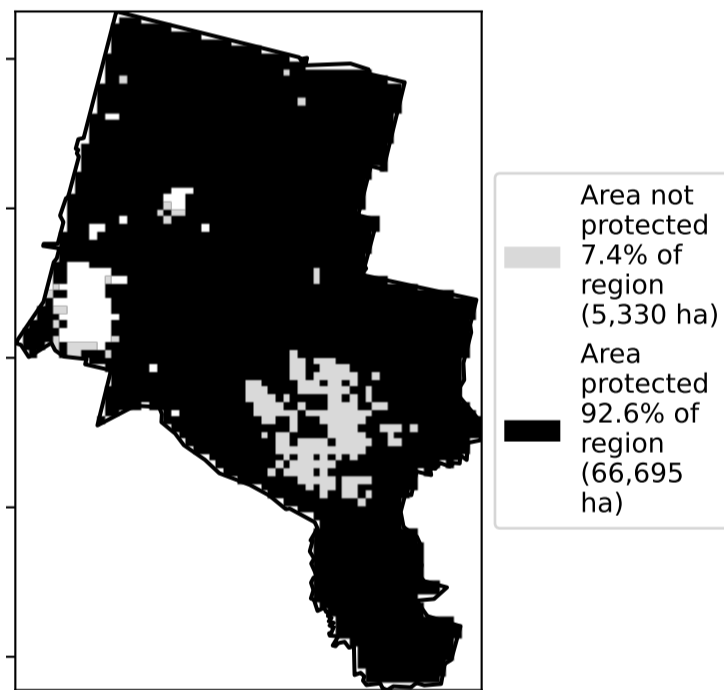 Area not
protected
7.4% of
region
(5,330 ha)
Area
protected
92.6% of
region
(66,695
ha)